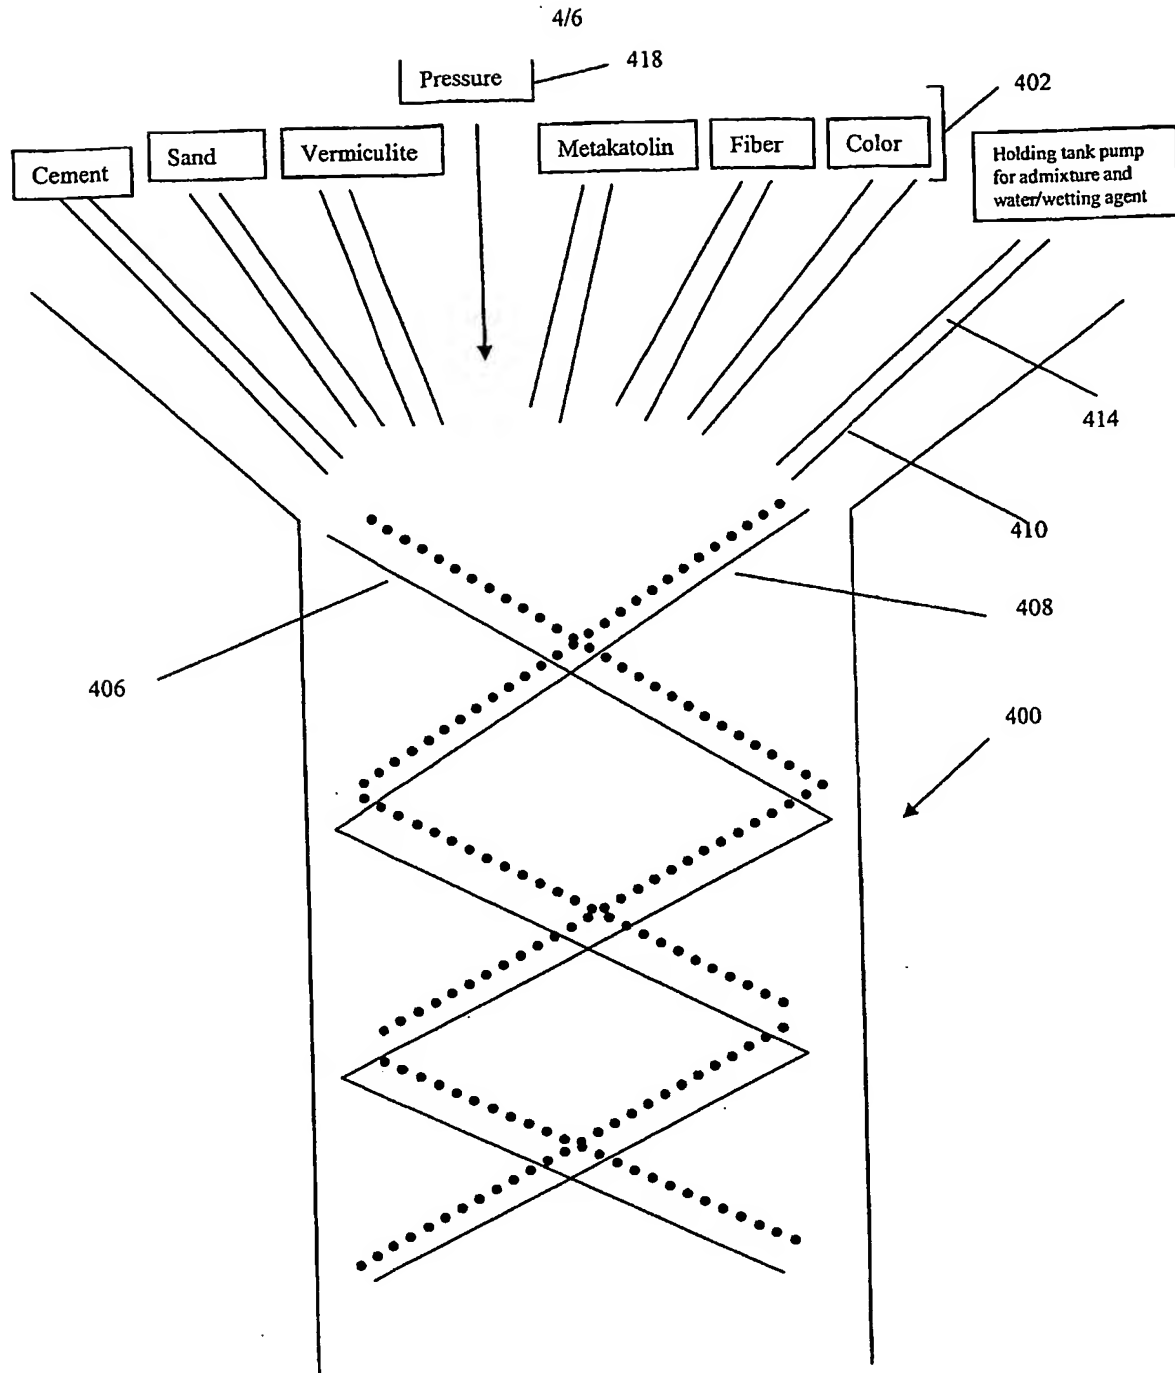 4/6
Pressure
418
402
Cement
Sand
Vermiculite
Metakatolin
Fiber
Color
Holding tank pump
for admixture and
water/wetting agent
414
410
408
406
400